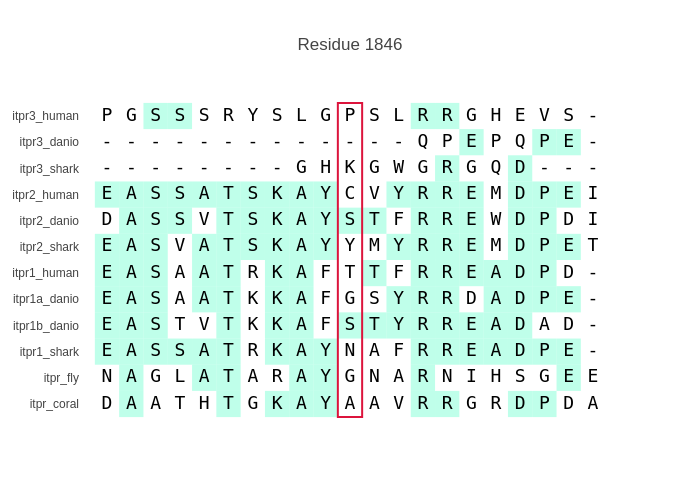 Residue 1846
itpr3_human P G S S S R Y S L G P S L R R G H E V S -
itpr3_danio - - - - - - - - - - - - - Q P E P Q P E -
itpr3_shark - - - - - - - - G H K G W G R G Q D - - -
itpr2_human E A S S A T S K A Y C V Y R R E M D P E I
itpr2_danio D A S S V T S K A Y S T F R R E W D P D I
itpr2_shark E A S V A T S K A Y Y M Y R R E M D P E T
itpr1_human E A S A A T R K A F T T F R R E A D P D -
itpr1a_danio E A S A A T K K A F G S Y R R D A D P E -
itpr1b_danio E A S T V T K K A F S T Y R R E A D A D -
itpr1_shark E A S S A T R K A Y N A F R R E A D P E -
itpr_fly N A G L A T A R A Y G N A R N I H S G E E
itpr_coral D A A T H T G K A Y A A V R R G R D P D A